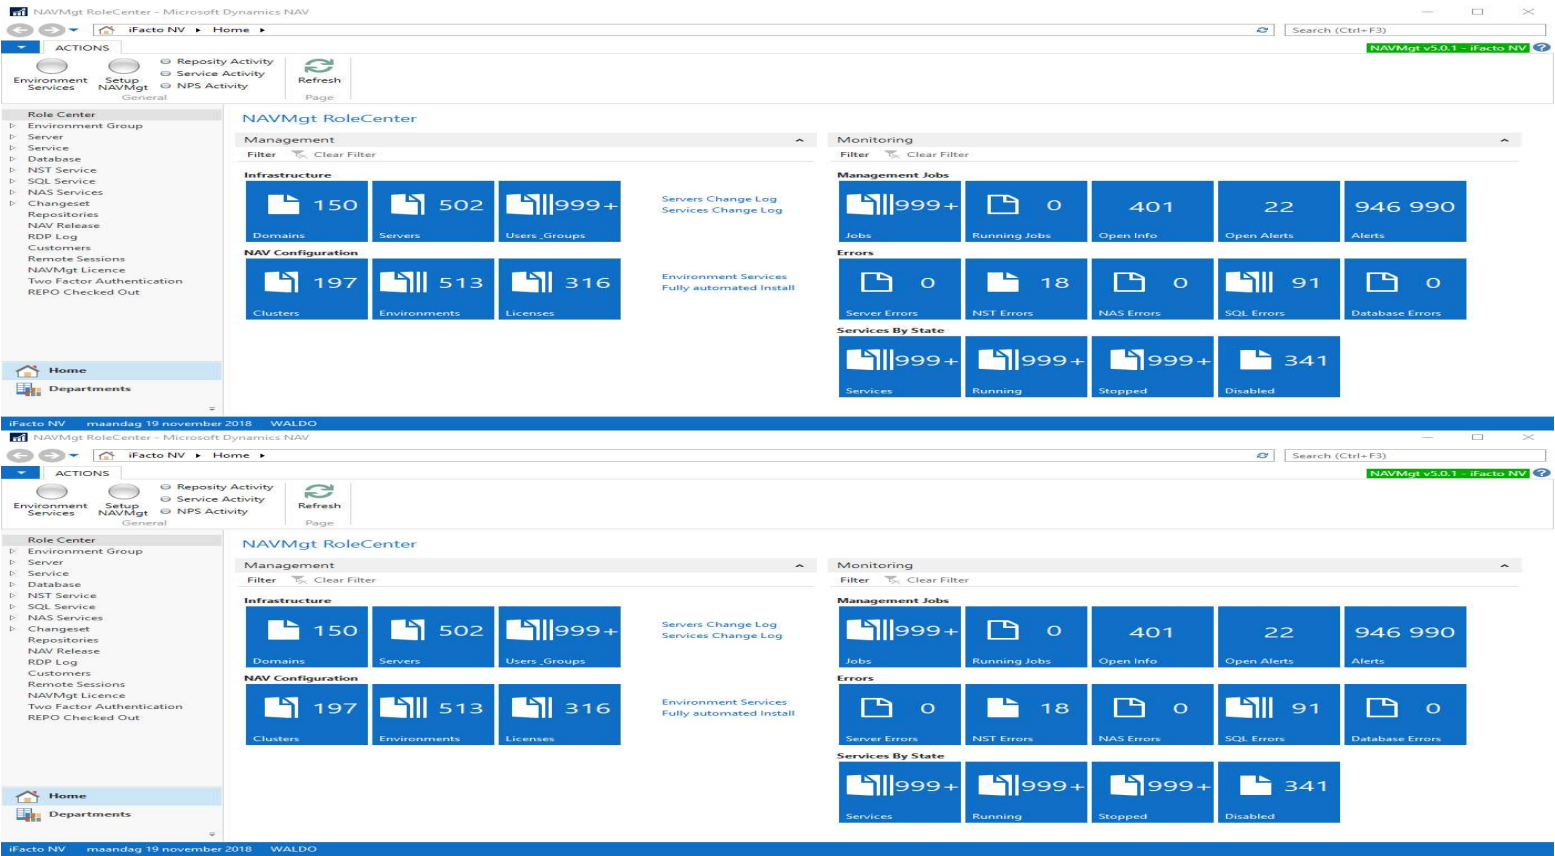 NAVMgt RoleCenter - Microsoft Dynamics NAV
iFacto NV ▸ Home ▸
Search (Ctrl+F3)
ACTIONS
NAVMgt v5.0.1 - iFacto NV
Environment Services
Setup NAVMgt
Reposity Activity
Service Activity
NPS Activity
Refresh
General
Page
Role Center
Environment Group
Server
Service
Database
NST Service
SQL Service
NAS Services
Changeset
Repositories
NAV Release
RDP Log
Customers
Remote Sessions
NAVMgt Licence
Two Factor Authentication
REPO Checked Out
Home
Departments
NAVMgt RoleCenter
Management
Filter Clear Filter
Infrastructure
150 502 999+
Domains Servers Users_Groups
Servers Change Log
Services Change Log
NAV Configuration
197 513 316
Clusters Environments Licenses
Environment Services
Fully automated Install
Monitoring
Filter Clear Filter
Management Jobs
999+ 0 401 22 946 990
Jobs Running Jobs Open Info Open Alerts Alerts
Errors
0 18 0 91 0
Server Errors NST Errors NAS Errors SQL Errors Database Errors
Services By State
999+ 999+ 999+ 341
Services Running Stopped Disabled
iFacto NV maandag 19 november 2018 WALDO
NAVMgt RoleCenter - Microsoft Dynamics NAV
iFacto NV ▸ Home ▸
Search (Ctrl+F3)
ACTIONS
NAVMgt v5.0.1 - iFacto NV
Environment Services
Setup NAVMgt
Reposity Activity
Service Activity
NPS Activity
Refresh
General
Page
Role Center
Environment Group
Server
Service
Database
NST Service
SQL Service
NAS Services
Changeset
Repositories
NAV Release
RDP Log
Customers
Remote Sessions
NAVMgt Licence
Two Factor Authentication
REPO Checked Out
Home
Departments
NAVMgt RoleCenter
Management
Filter Clear Filter
Infrastructure
150 502 999+
Domains Servers Users_Groups
Servers Change Log
Services Change Log
NAV Configuration
197 513 316
Clusters Environments Licenses
Environment Services
Fully automated Install
Monitoring
Filter Clear Filter
Management Jobs
999+ 0 401 22 946 990
Jobs Running Jobs Open Info Open Alerts Alerts
Errors
0 18 0 91 0
Server Errors NST Errors NAS Errors SQL Errors Database Errors
Services By State
999+ 999+ 999+ 341
Services Running Stopped Disabled
iFacto NV maandag 19 november 2018 WALDO